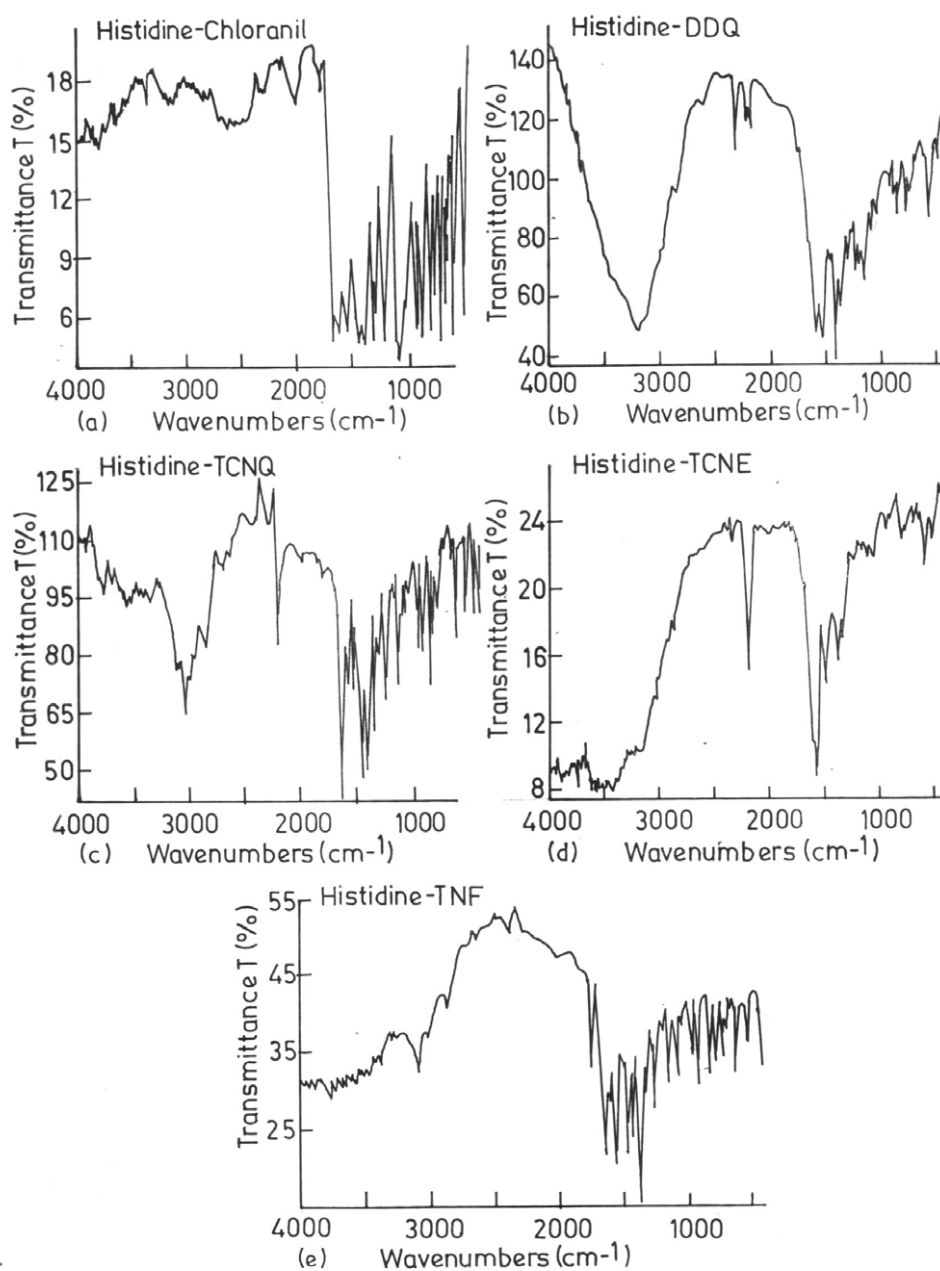 Histidine-Chloranil
Transmittance T (%)
18
15
12
9
6
4000 3000 2000 1000
(a) Wavenumbers (cm-1)
Histidine-DDQ
Transmittance T (%)
140
120
100
80
60
40
4000 3000 2000 1000
(b) Wavenumbers (cm-1)
Histidine-TCNQ
Transmittance T (%)
125
110
95
80
65
50
4000 3000 2000 1000
(c) Wavenumbers (cm-1)
Histidine-TCNE
Transmittance T (%)
24
20
16
12
8
4000 3000 2000 1000
(d) Wavenumbers (cm-1)
Histidine-TNF
Transmittance T (%)
55
45
35
25
4000 3000 2000 1000
(e) Wavenumbers (cm-1)